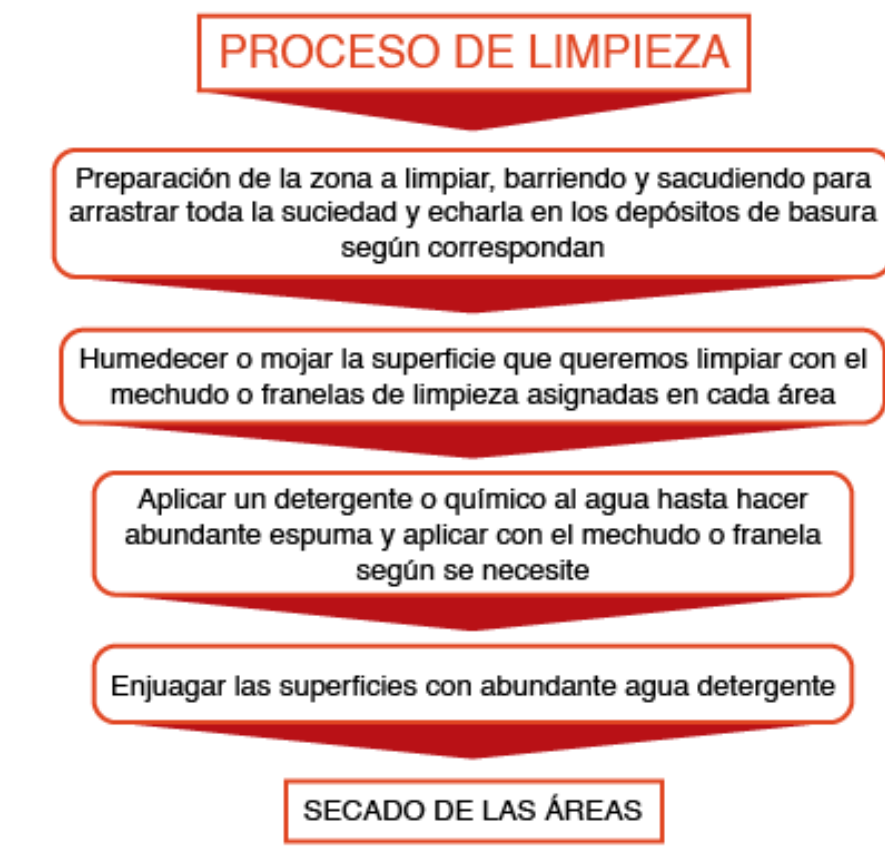 PROCESO DE LIMPIEZA
Preparación de la zona a limpiar, barriendo y sacudiendo para
arrastrar toda la suciedad y echarla en los depósitos de basura
según correspondan
Humedecer o mojar la superficie que queremos limpiar con el
mechudo o franelas de limpieza asignadas en cada área
Aplicar un detergente o químico al agua hasta hacer
abundante espuma y aplicar con el mechudo o franela
según se necesite
Enjuagar las superficies con abundante agua detergente
SECADO DE LAS ÁREAS